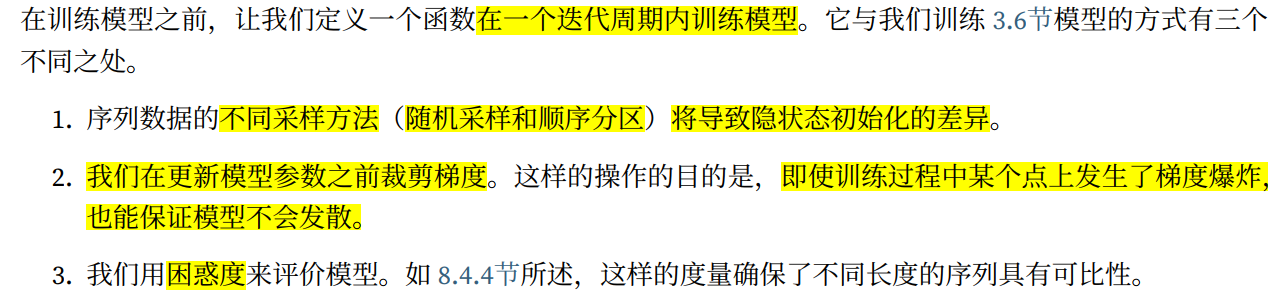 在训练模型之前，让我们定义一个函数在一个迭代周期内训练模型。它与我们训练 3.6节模型的方式有三个
不同之处。
1. 序列数据的不同采样方法（随机采样和顺序分区）将导致隐状态初始化的差异。
2. 我们在更新模型参数之前裁剪梯度。这样的操作的目的是，即使训练过程中某个点上发生了梯度爆炸，
也能保证模型不会发散。
3. 我们用困惑度来评价模型。如 8.4.4节所述，这样的度量确保了不同长度的序列具有可比性。